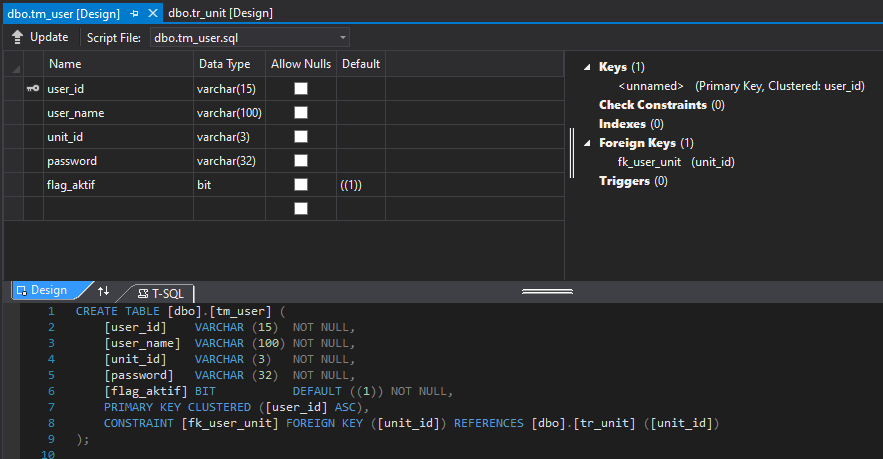 dbo.tm_user [Design]
dbo.tr_unit [Design]
Update
Script File:
dbo.tm_user.sql
Name Data Type Allow Nulls Default
user_id varchar(15)
user_name varchar(100)
unit_id varchar(3)
password varchar(32)
flag_aktif bit ((1))
Keys (1)
<unnamed> (Primary Key, Clustered: user_id)
Check Constraints (0)
Indexes (0)
Foreign Keys (1)
fk_user_unit (unit_id)
Triggers (0)
Design
T-SQL
1 CREATE TABLE [dbo].[tm_user] (
2 [user_id] VARCHAR (15) NOT NULL,
3 [user_name] VARCHAR (100) NOT NULL,
4 [unit_id] VARCHAR (3) NOT NULL,
5 [password] VARCHAR (32) NOT NULL,
6 [flag_aktif] BIT DEFAULT ((1)) NOT NULL,
7 PRIMARY KEY CLUSTERED ([user_id] ASC),
8 CONSTRAINT [fk_user_unit] FOREIGN KEY ([unit_id]) REFERENCES [dbo].[tr_unit] ([unit_id])
9 );
10